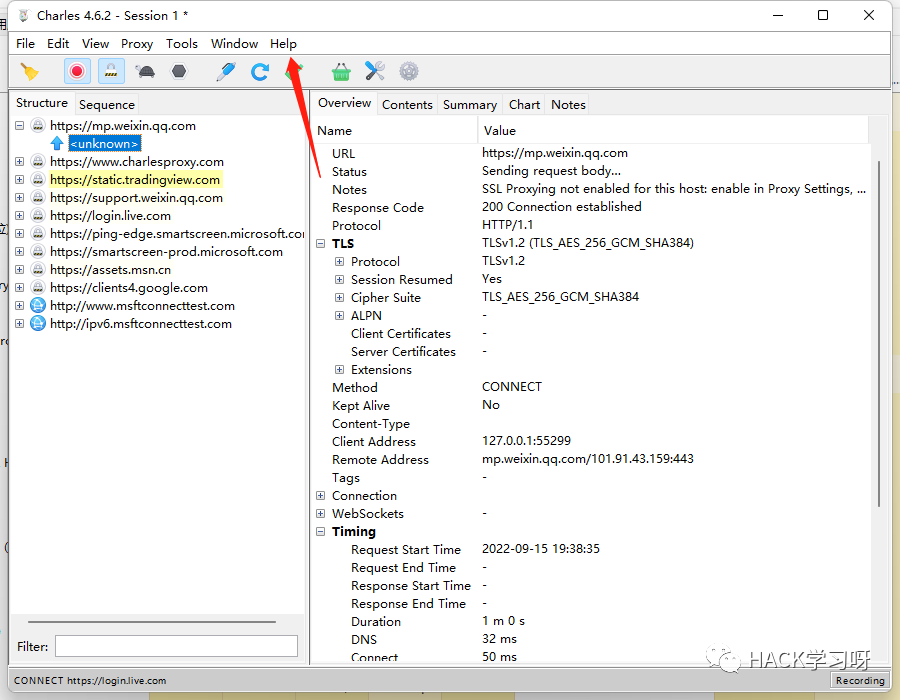 Charles 4.6.2 - Session 1 *
File Edit View Proxy Tools Window Help
Structure Sequence
https://mp.weixin.qq.com
<unknown>
https://www.charlesproxy.com
https://static.tradingview.com
https://support.weixin.qq.com
https://login.live.com
https://ping-edge.smartscreen.microsoft.com
https://smartscreen-prod.microsoft.com
https://assets.msn.cn
https://clients4.google.com
http://www.msftconnecttest.com
http://ipv6.msftconnecttest.com
Filter:
Overview Contents Summary Chart Notes
Name Value
URL https://mp.weixin.qq.com
Status Sending request body...
Notes SSL Proxying not enabled for this host: enable in Proxy Settings, ...
Response Code 200 Connection established
Protocol HTTP/1.1
TLS TLSv1.2 (TLS_AES_256_GCM_SHA384)
Protocol TLSv1.2
Session Resumed Yes
Cipher Suite TLS_AES_256_GCM_SHA384
ALPN -
Client Certificates -
Server Certificates -
Extensions
Method CONNECT
Kept Alive No
Content-Type
Client Address 127.0.0.1:55299
Remote Address mp.weixin.qq.com/101.91.43.159:443
Tags -
Connection
WebSockets -
Timing
Request Start Time 2022-09-15 19:38:35
Request End Time -
Response Start Time -
Response End Time -
Duration 1 m 0 s
DNS 32 ms
Connect 50 ms
HACK学习呀
CONNECT https://login.live.com
Recording